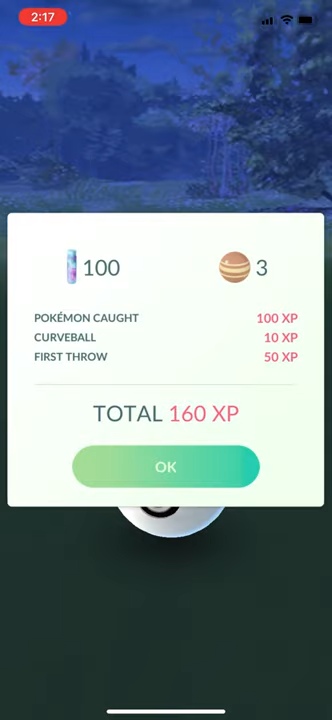 2:17
100
3
POKÉMON CAUGHT 100 XP
CURVEBALL 10 XP
FIRST THROW 50 XP
TOTAL 160 XP
OK